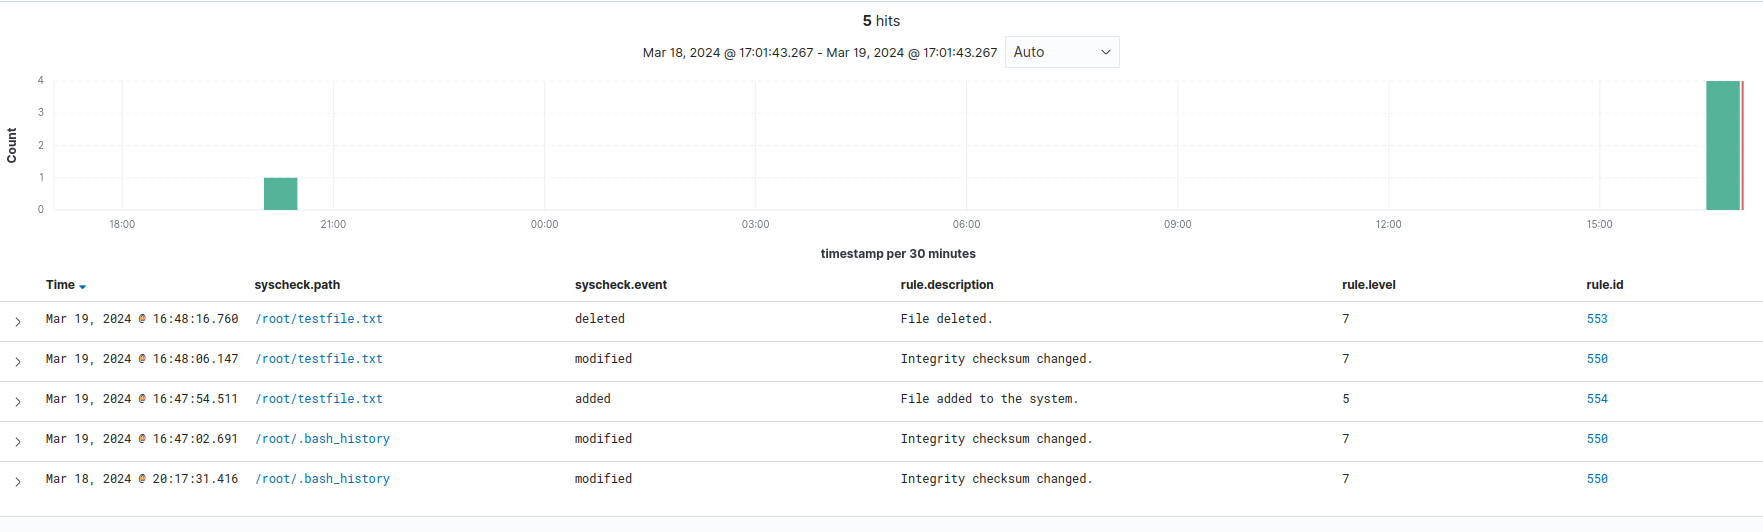 5 hits
Mar 18, 2024 @ 17:01:43.267 - Mar 19, 2024 @ 17:01:43.267 Auto
4
3
2
1
0
Count
18:00 21:00 00:00 03:00 06:00 09:00 12:00 15:00
timestamp per 30 minutes
Time syscheck.path syscheck.event rule.description rule.level rule.id
Mar 19, 2024 @ 16:48:16.760 /root/testfile.txt deleted File deleted. 7 553
Mar 19, 2024 @ 16:48:06.147 /root/testfile.txt modified Integrity checksum changed. 7 550
Mar 19, 2024 @ 16:47:54.511 /root/testfile.txt added File added to the system. 5 554
Mar 19, 2024 @ 16:47:02.691 /root/.bash_history modified Integrity checksum changed. 7 550
Mar 18, 2024 @ 20:17:31.416 /root/.bash_history modified Integrity checksum changed. 7 550